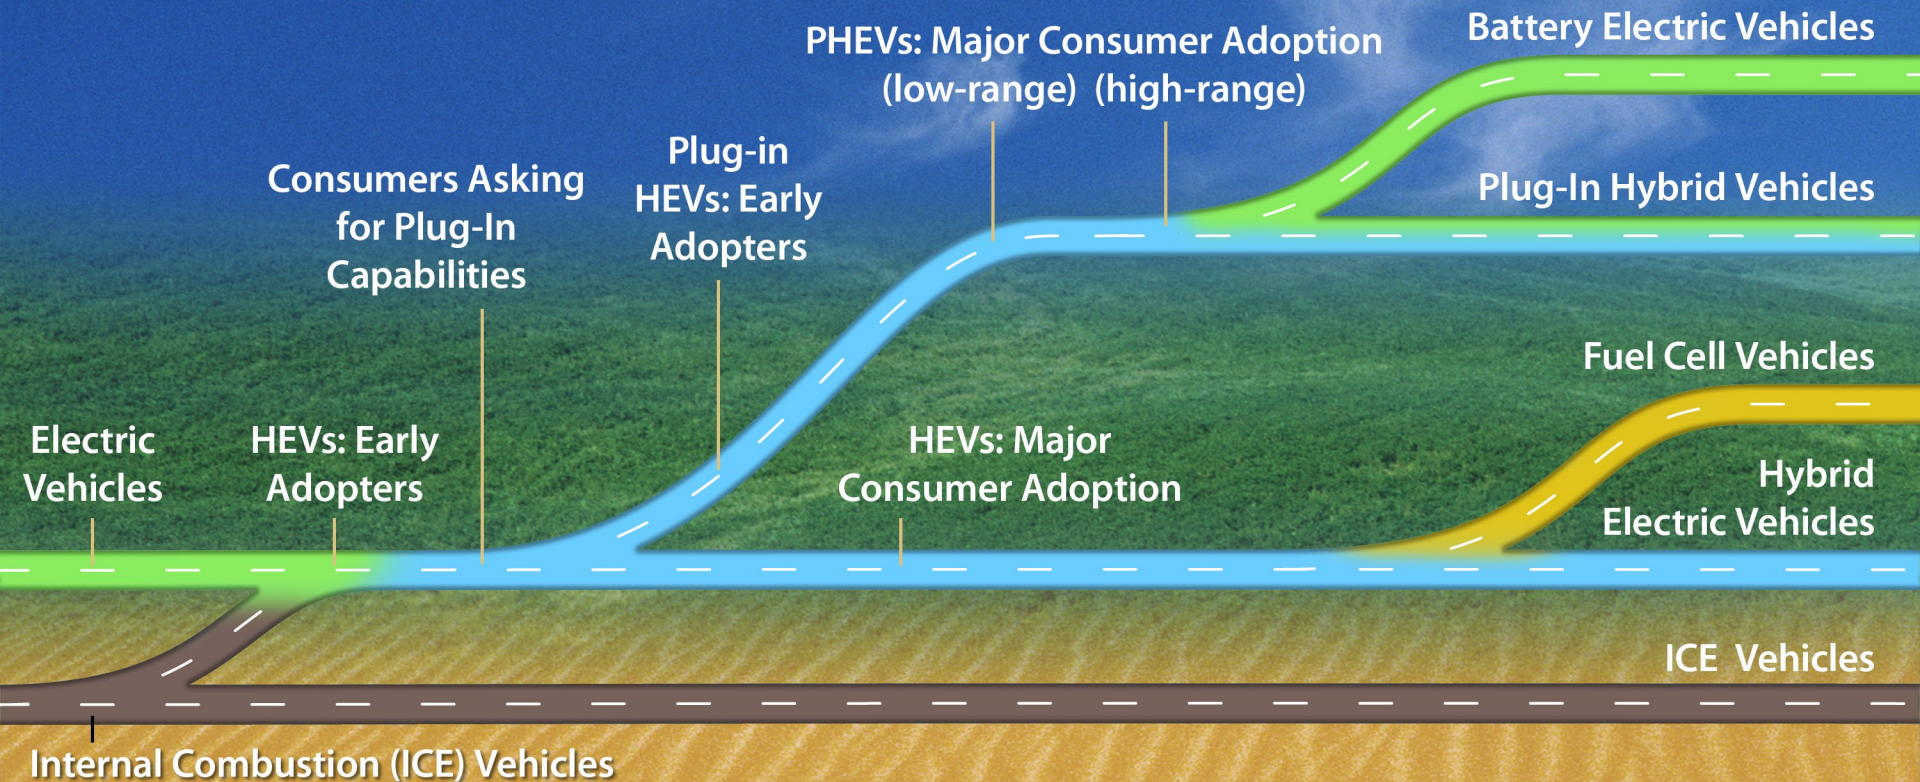 Battery Electric Vehicles
PHEVs: Major Consumer Adoption
(low-range) (high-range)
Plug-in
HEVs: Early
Adopters
Consumers Asking
for Plug-In
Capabilities
Plug-In Hybrid Vehicles
Fuel Cell Vehicles
Electric
Vehicles
HEVs: Early
Adopters
HEVs: Major
Consumer Adoption
Hybrid
Electric Vehicles
ICE Vehicles
Internal Combustion (ICE) Vehicles